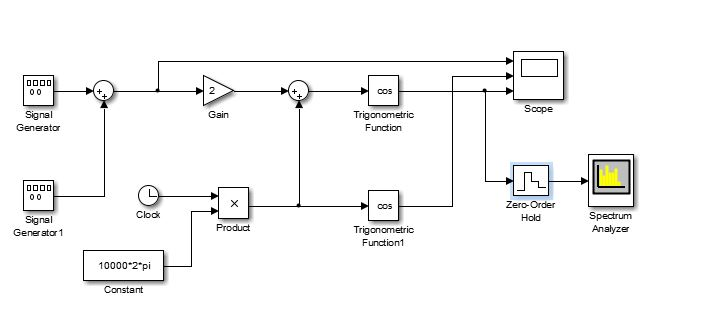 Signal
Generator
+
+
2
Gain
+
+
cos
Trigonometric
Function
Scope
Signal
Generator1
Clock
×
Product
cos
Trigonometric
Function1
Zero-Order
Hold
Spectrum
Analyzer
10000*2*pi
Constant